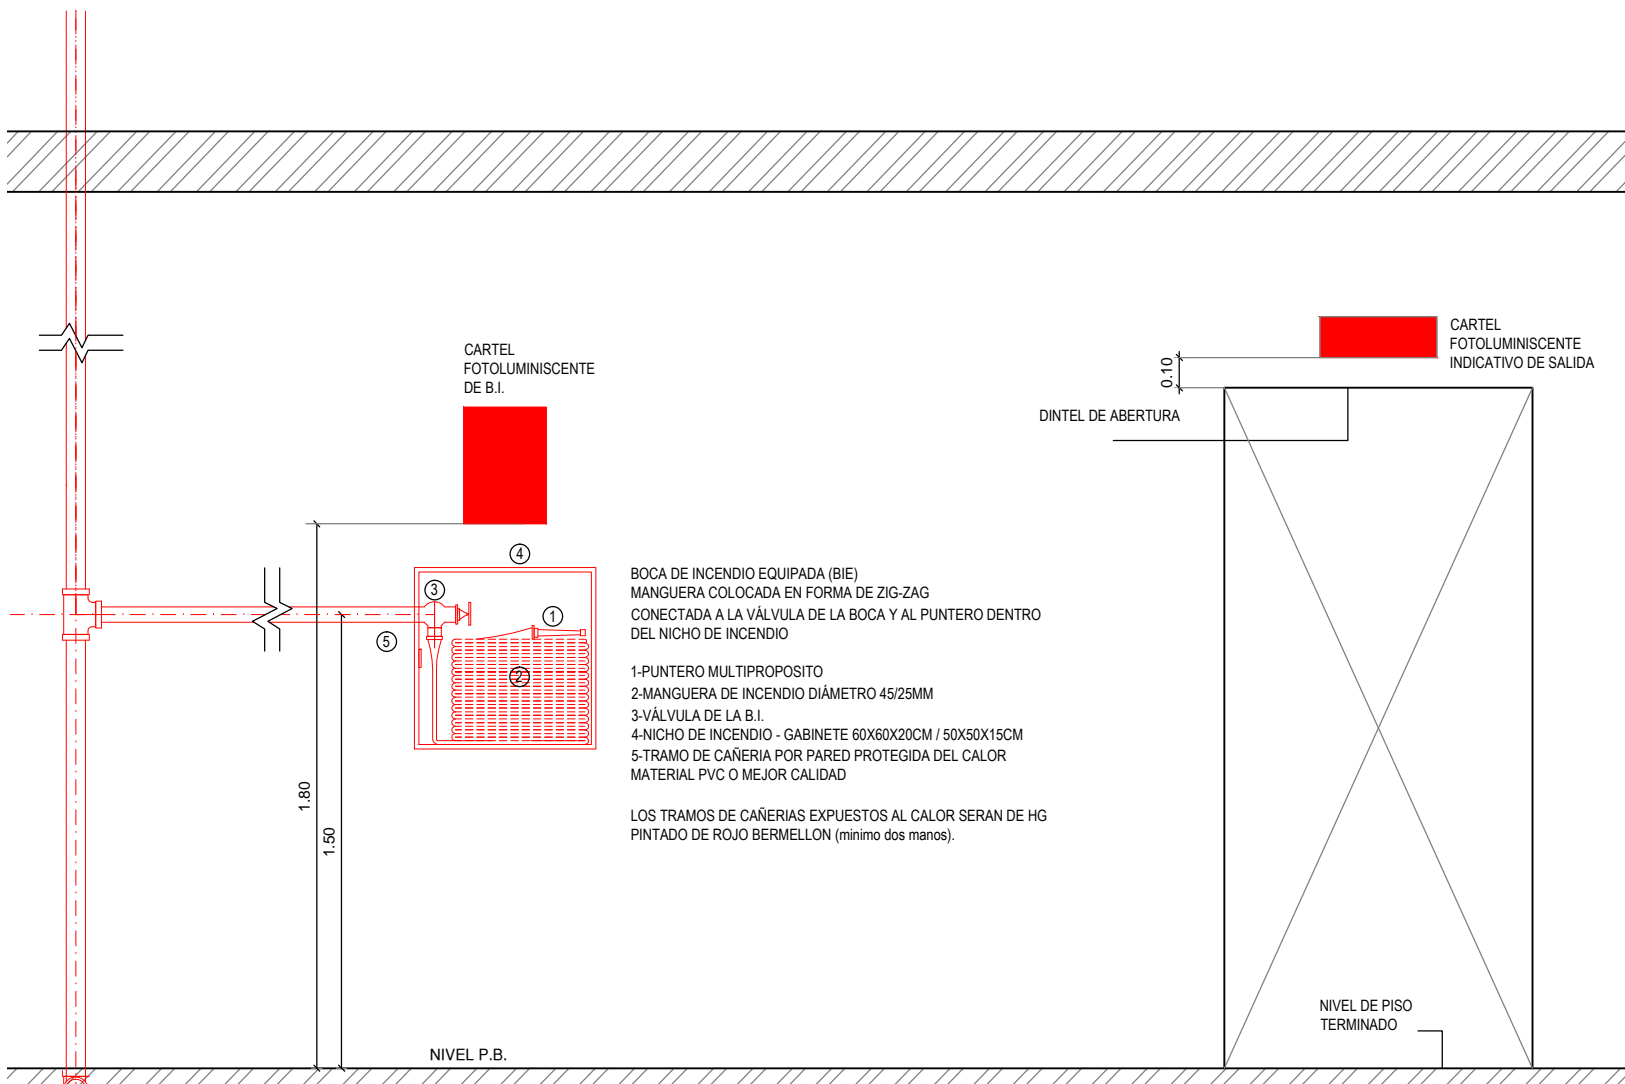 CARTEL
FOTOLUMINISCENTE
DE B.I.
CARTEL
FOTOLUMINISCENTE
INDICATIVO DE SALIDA
0.10
DINTEL DE ABERTURA
4
3
1
5
2
BOCA DE INCENDIO EQUIPADA (BIE)
MANGUERA COLOCADA EN FORMA DE ZIG-ZAG
CONECTADA A LA VÁLVULA DE LA BOCA Y AL PUNTERO DENTRO
DEL NICHO DE INCENDIO
1-PUNTERO MULTIPROPOSITO
2-MANGUERA DE INCENDIO DIÁMETRO 45/25MM
3-VÁLVULA DE LA B.I.
4-NICHO DE INCENDIO - GABINETE 60X60X20CM / 50X50X15CM
5-TRAMO DE CAÑERIA POR PARED PROTEGIDA DEL CALOR
MATERIAL PVC O MEJOR CALIDAD
LOS TRAMOS DE CAÑERIAS EXPUESTOS AL CALOR SERAN DE HG
PINTADO DE ROJO BERMELLON (minimo dos manos).
1.80
1.50
NIVEL P.B.
NIVEL DE PISO
TERMINADO